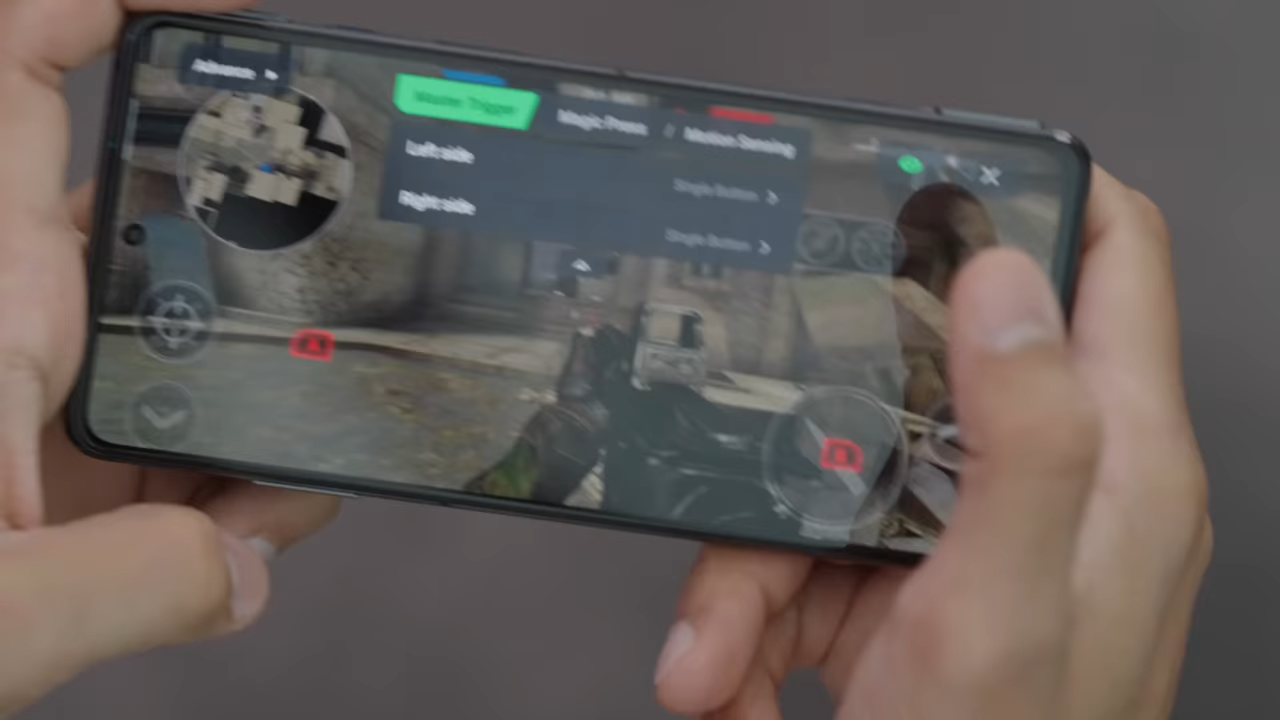 Advance
Master Trigger
Magic Press
Motion Sensing
Left side
Single Button
Right side
Single Button